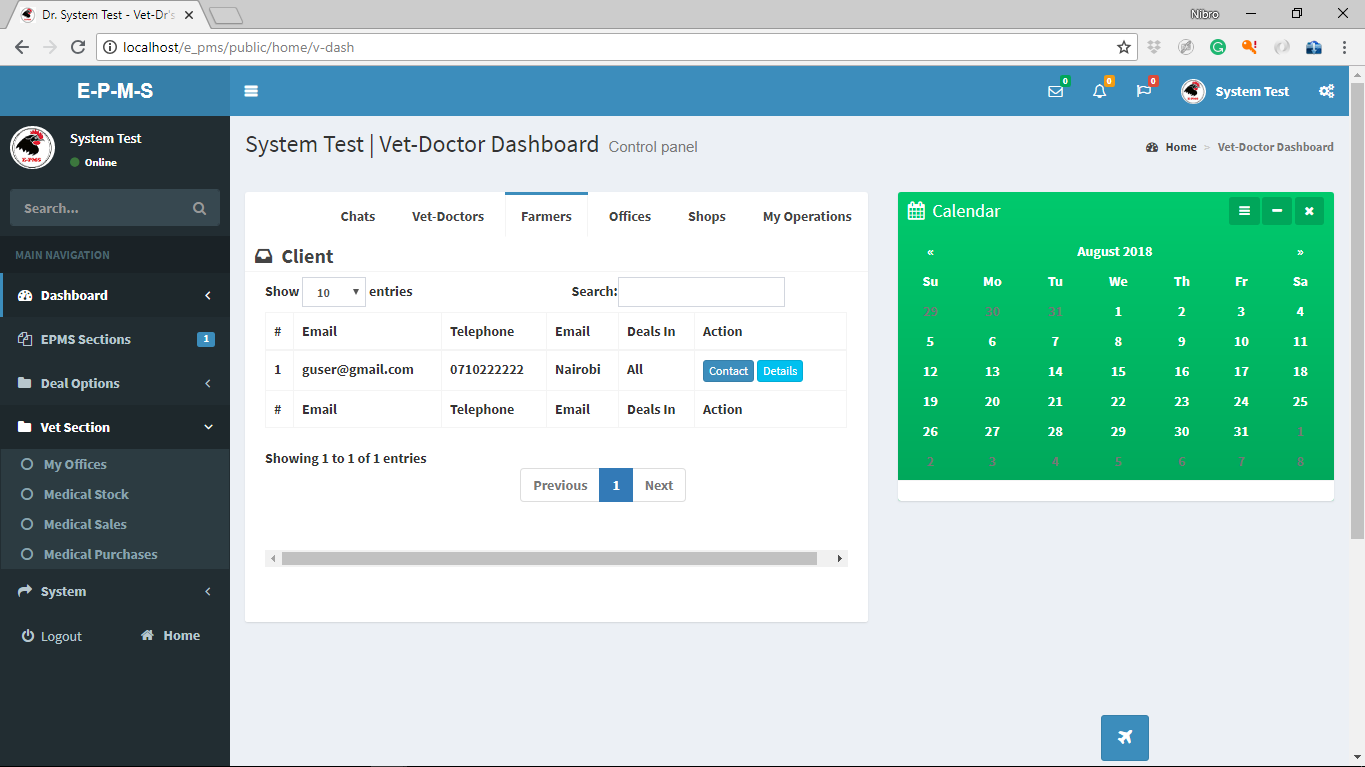 Dr. System Test - Vet-Dr's
Nibro
localhost/e_pms/public/home/v-dash
E-P-M-S
0
0
0
System Test
System Test
Online
System Test | Vet-Doctor Dashboard Control panel
Home > Vet-Doctor Dashboard
Search...
MAIN NAVIGATION
Dashboard
EPMS Sections 1
Deal Options
Vet Section
My Offices
Medical Stock
Medical Sales
Medical Purchases
System
Logout Home
Chats Vet-Doctors Farmers Offices Shops My Operations
Client
Show 10 entries Search:
# Email Telephone Email Deals In Action
1 guser@gmail.com 0710222222 Nairobi All Contact Details
# Email Telephone Email Deals In Action
Showing 1 to 1 of 1 entries
Previous 1 Next
Calendar
« August 2018 »
Su Mo Tu We Th Fr Sa
29 30 31 1 2 3 4
5 6 7 8 9 10 11
12 13 14 15 16 17 18
19 20 21 22 23 24 25
26 27 28 29 30 31 1
2 3 4 5 6 7 8